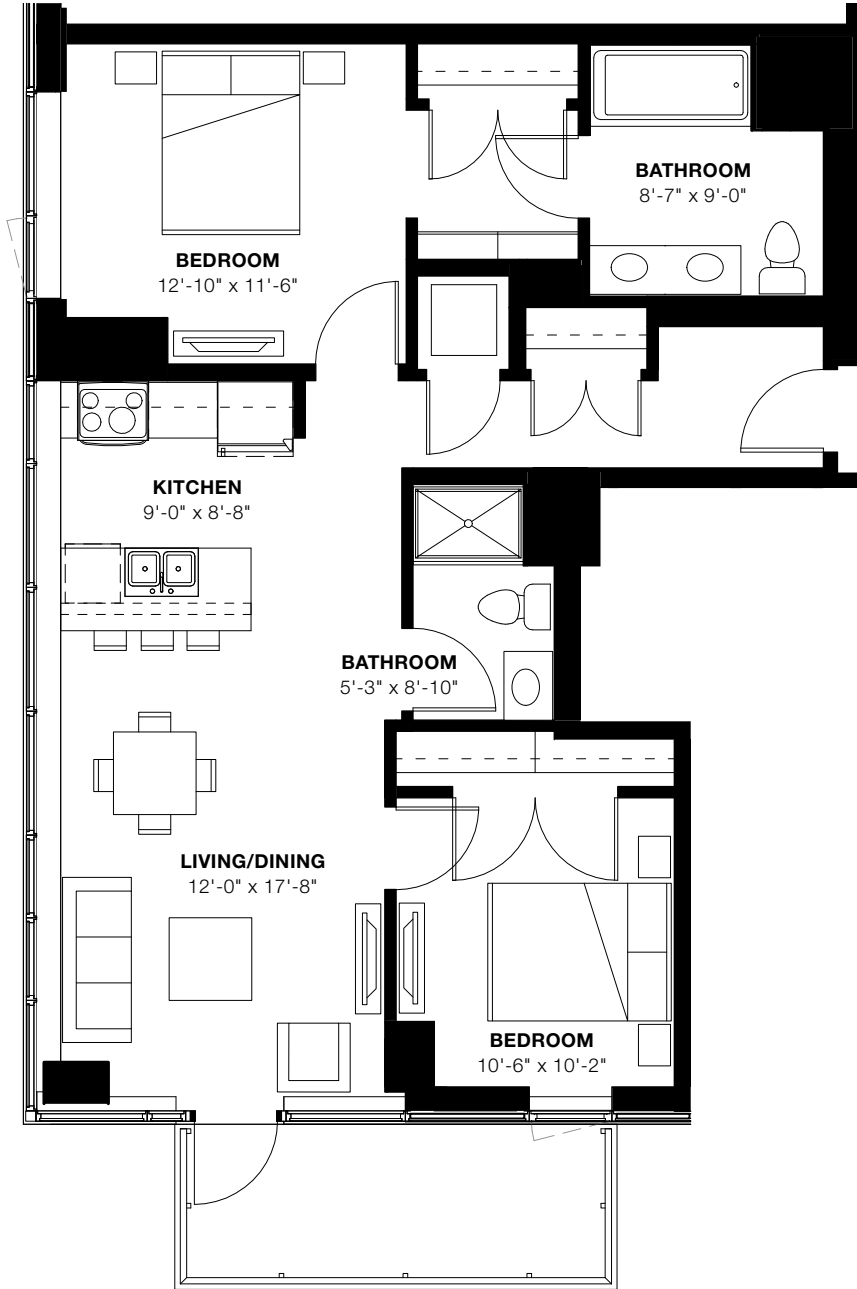 BATHROOM
8'-7" x 9'-0"
BEDROOM
12'-10" x 11'-6"
KITCHEN
9'-0" x 8'-8"
BATHROOM
5'-3" x 8'-10"
LIVING/DINING
12'-0" x 17'-8"
BEDROOM
10'-6" x 10'-2"